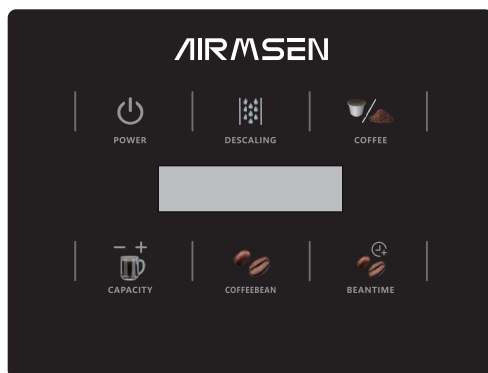 AIRMSEN
POWER DESCALING COFFEE
- +
CAPACITY COFFEEBEAN BEANTIME